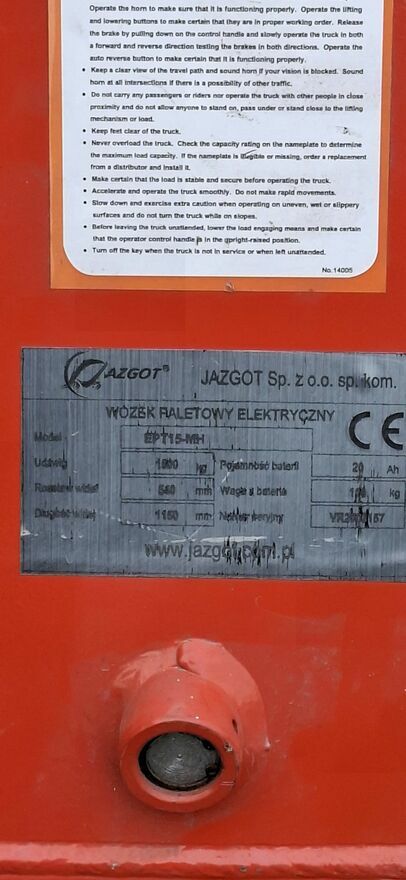 Operate the horn to make sure that it is functioning properly. Operate the lifting
and lowering buttons to make certain that they are in proper working order. Release
the brake by pulling down on the control handle and slowly operate the truck in both
a forward and reverse direction testing the brakes in both directions. Operate the
auto reverse button to make certain that it is functioning properly.
• Keep a clear view of the travel path and sound horn if your vision is blocked. Sound
horn at all intersections if there is a possibility of other traffic.
• Do not carry any passengers or riders nor operate the truck with other people in close
proximity and do not allow anyone to stand on, pass under or stand close to the lifting
mechanism or load.
• Keep feet clear of the truck.
• Never overload the truck. Check the capacity rating on the nameplate to determine
the maximum load capacity. If the nameplate is illegible or missing, order a replacement
from a distributor and install it.
• Make certain that the load is stable and secure before operating the truck.
• Accelerate and operate the truck smoothly. Do not make rapid movements.
• Slow down and exercise extra caution when operating on uneven, wet or slippery
surfaces and do not turn the truck while on slopes.
• Before leaving the truck unattended, lower the load engaging means and make certain
that the operator control handle is in the upright-raised position.
• Turn off the key when the truck is not in service or when left unattended.
No.14005
JAZGOT® JAZGOT Sp. z o.o. sp. kom.
WÓZEK PALETOWY ELEKTRYCZNY
CE
Model EPT15-MH
Udźwig 1500 kg Pojemność baterii 20 Ah
Rozstaw wideł 540 mm Waga z baterią kg
Długość wideł 1150 mm Numer seryjny
www.jazgot.com.pl